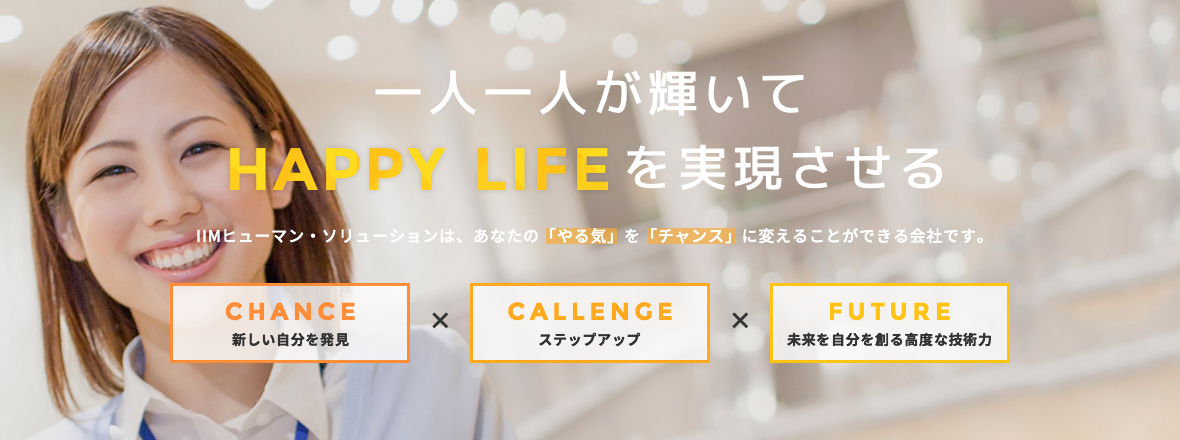 一人一人が輝いて
HAPPY LIFEを実現させる
IIMヒューマン・ソリューションは、あなたの「やる気」を「チャンス」に変えることができる会社です。
CHANCE × CALLENGE × FUTURE
新しい自分を発見 ステップアップ 未来を自分を創る高度な技術力